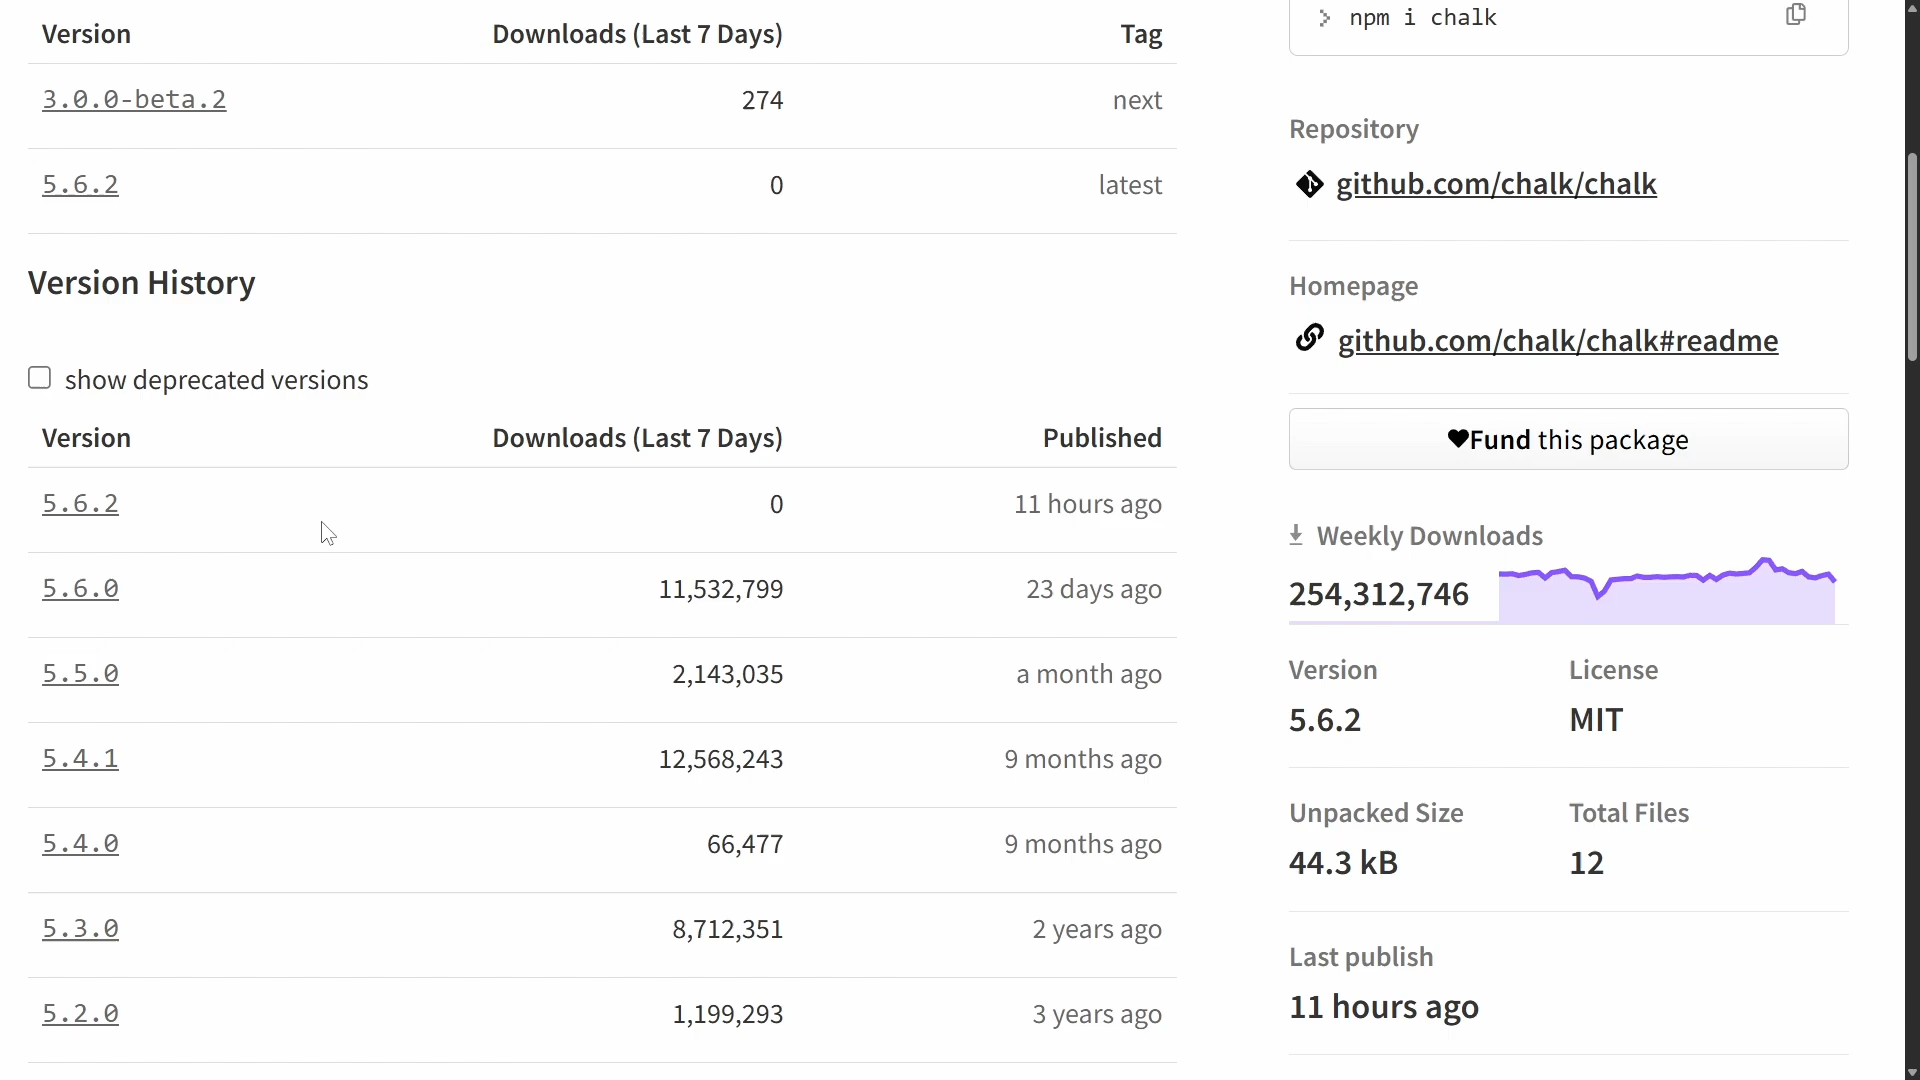 Version Downloads (Last 7 Days) Tag
3.0.0-beta.2 274 next
5.6.2 0 latest
Version History
show deprecated versions
Version Downloads (Last 7 Days) Published
5.6.2 0 11 hours ago
5.6.0 11,532,799 23 days ago
5.5.0 2,143,035 a month ago
5.4.1 12,568,243 9 months ago
5.4.0 66,477 9 months ago
5.3.0 8,712,351 2 years ago
5.2.0 1,199,293 3 years ago
> npm i chalk
Repository
github.com/chalk/chalk
Homepage
github.com/chalk/chalk#readme
Fund this package
Weekly Downloads
254,312,746
Version License
5.6.2 MIT
Unpacked Size Total Files
44.3 kB 12
Last publish
11 hours ago